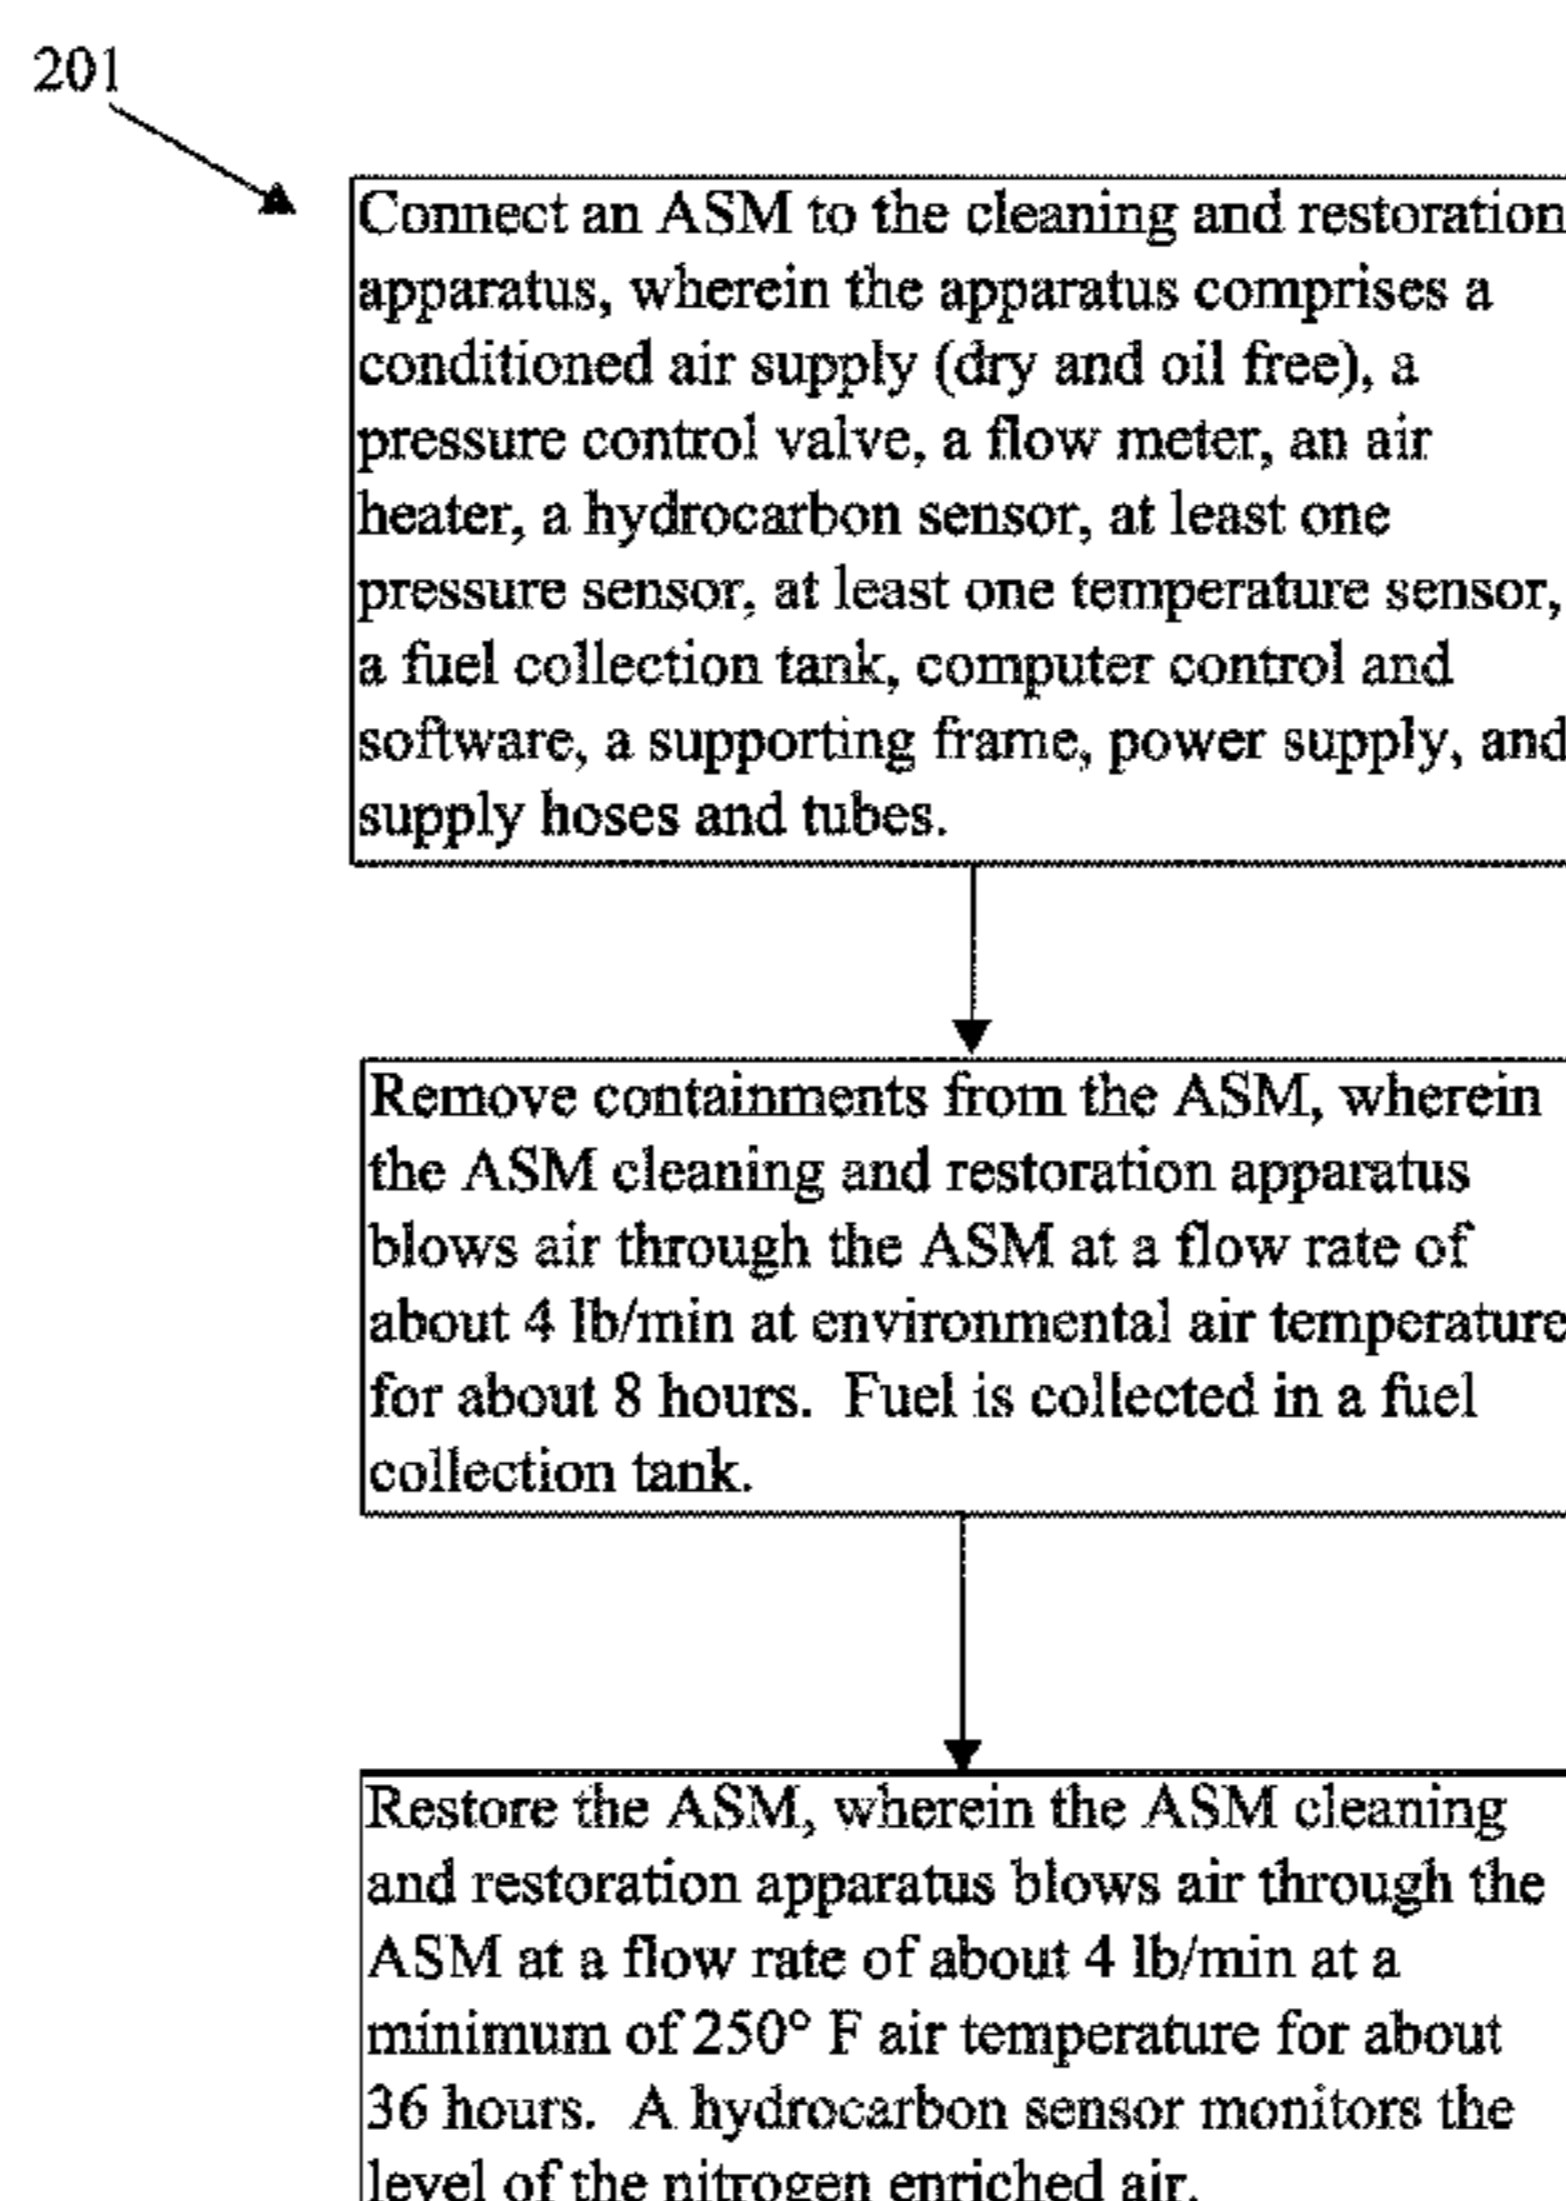 201
Connect an ASM to the cleaning and restoration
apparatus, wherein the apparatus comprises a
conditioned air supply (dry and oil free), a
pressure control valve, a flow meter, an air
heater, a hydrocarbon sensor, at least one
pressure sensor, at least one temperature sensor,
a fuel collection tank, computer control and
software, a supporting frame, power supply, and
supply hoses and tubes.
Remove containments from the ASM, wherein
the ASM cleaning and restoration apparatus
blows air through the ASM at a flow rate of
about 4 lb/min at environmental air temperature
for about 8 hours.  Fuel is collected in a fuel
collection tank.
Restore the ASM, wherein the ASM cleaning
and restoration apparatus blows air through the
ASM at a flow rate of about 4 lb/min at a
minimum of 250° F air temperature for about
36 hours.  A hydrocarbon sensor monitors the
level of the nitrogen enriched air.